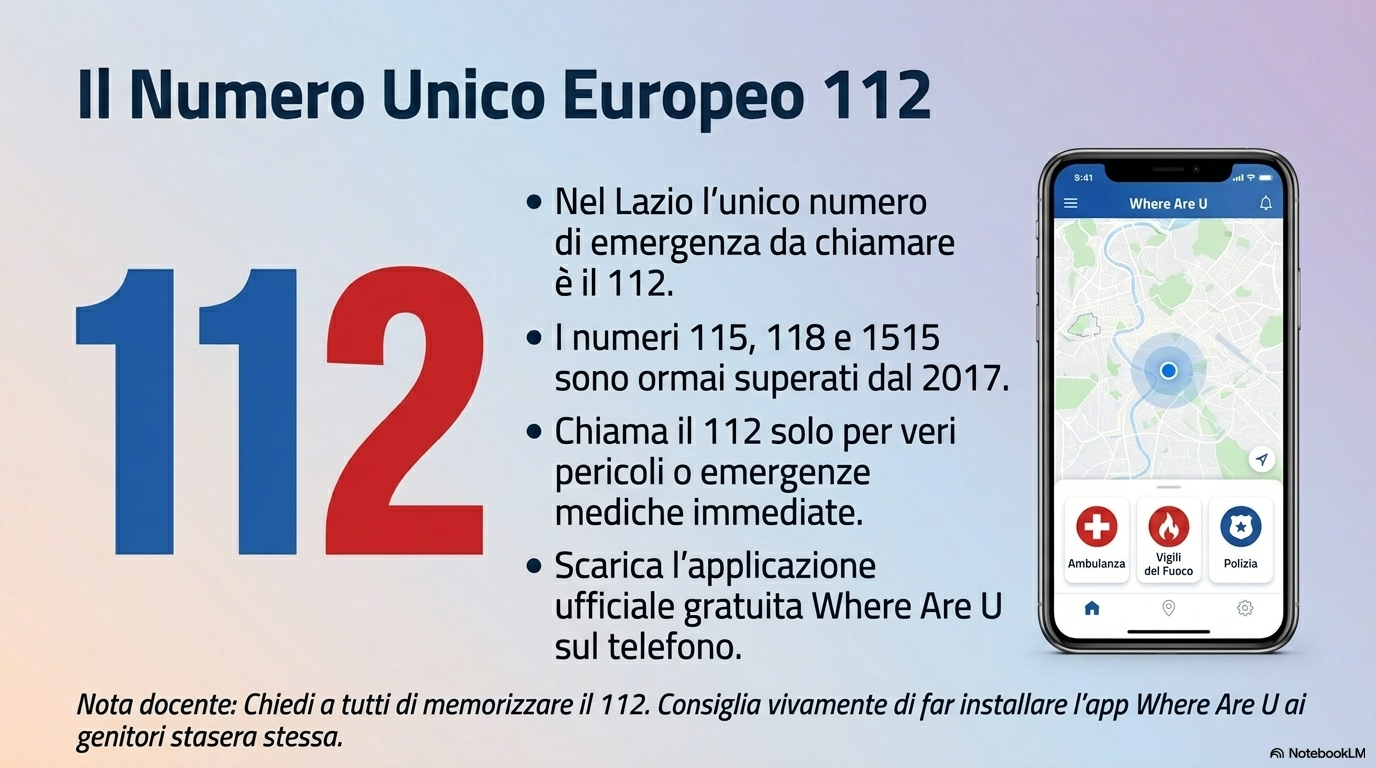 Il Numero Unico Europeo 112
112
• Nel Lazio l'unico numero
di emergenza da chiamare
è il 112.
• I numeri 115, 118 e 1515
sono ormai superati dal 2017.
• Chiama il 112 solo per veri
pericoli o emergenze
mediche immediate.
• Scarica l'applicazione
ufficiale gratuita Where Are U
sul telefono.
9:41
Where Are U
Ambulanza
Vigili
del Fuoco
Polizia
Nota docente: Chiedi a tutti di memorizzare il 112. Consiglia vivamente di far installare l'app Where Are U ai
genitori stasera stessa.
NotebookLM